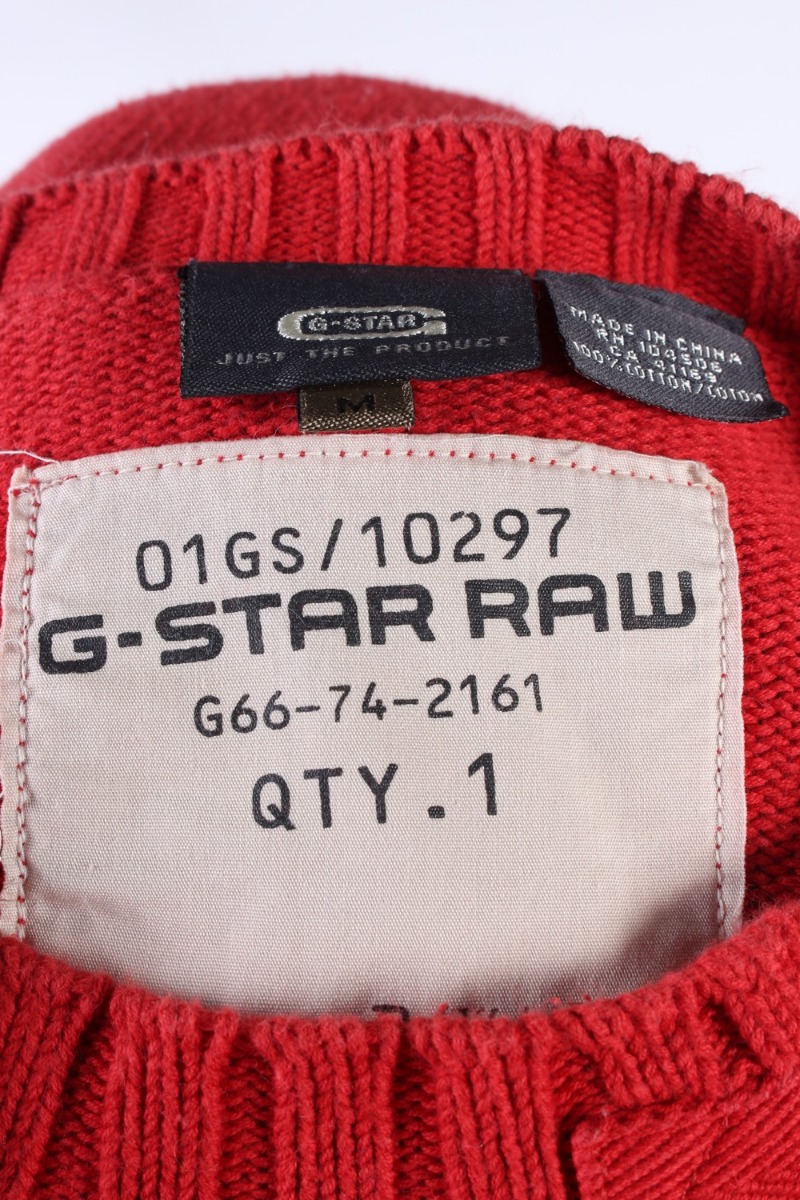 G-STAR
JUST THE PRODUCT
M
MADE IN CHINA
RN 104506
CA 41163
100% COTTON/COTON
01GS/10297
G-STAR RAW
G66-74-2161
QTY.1